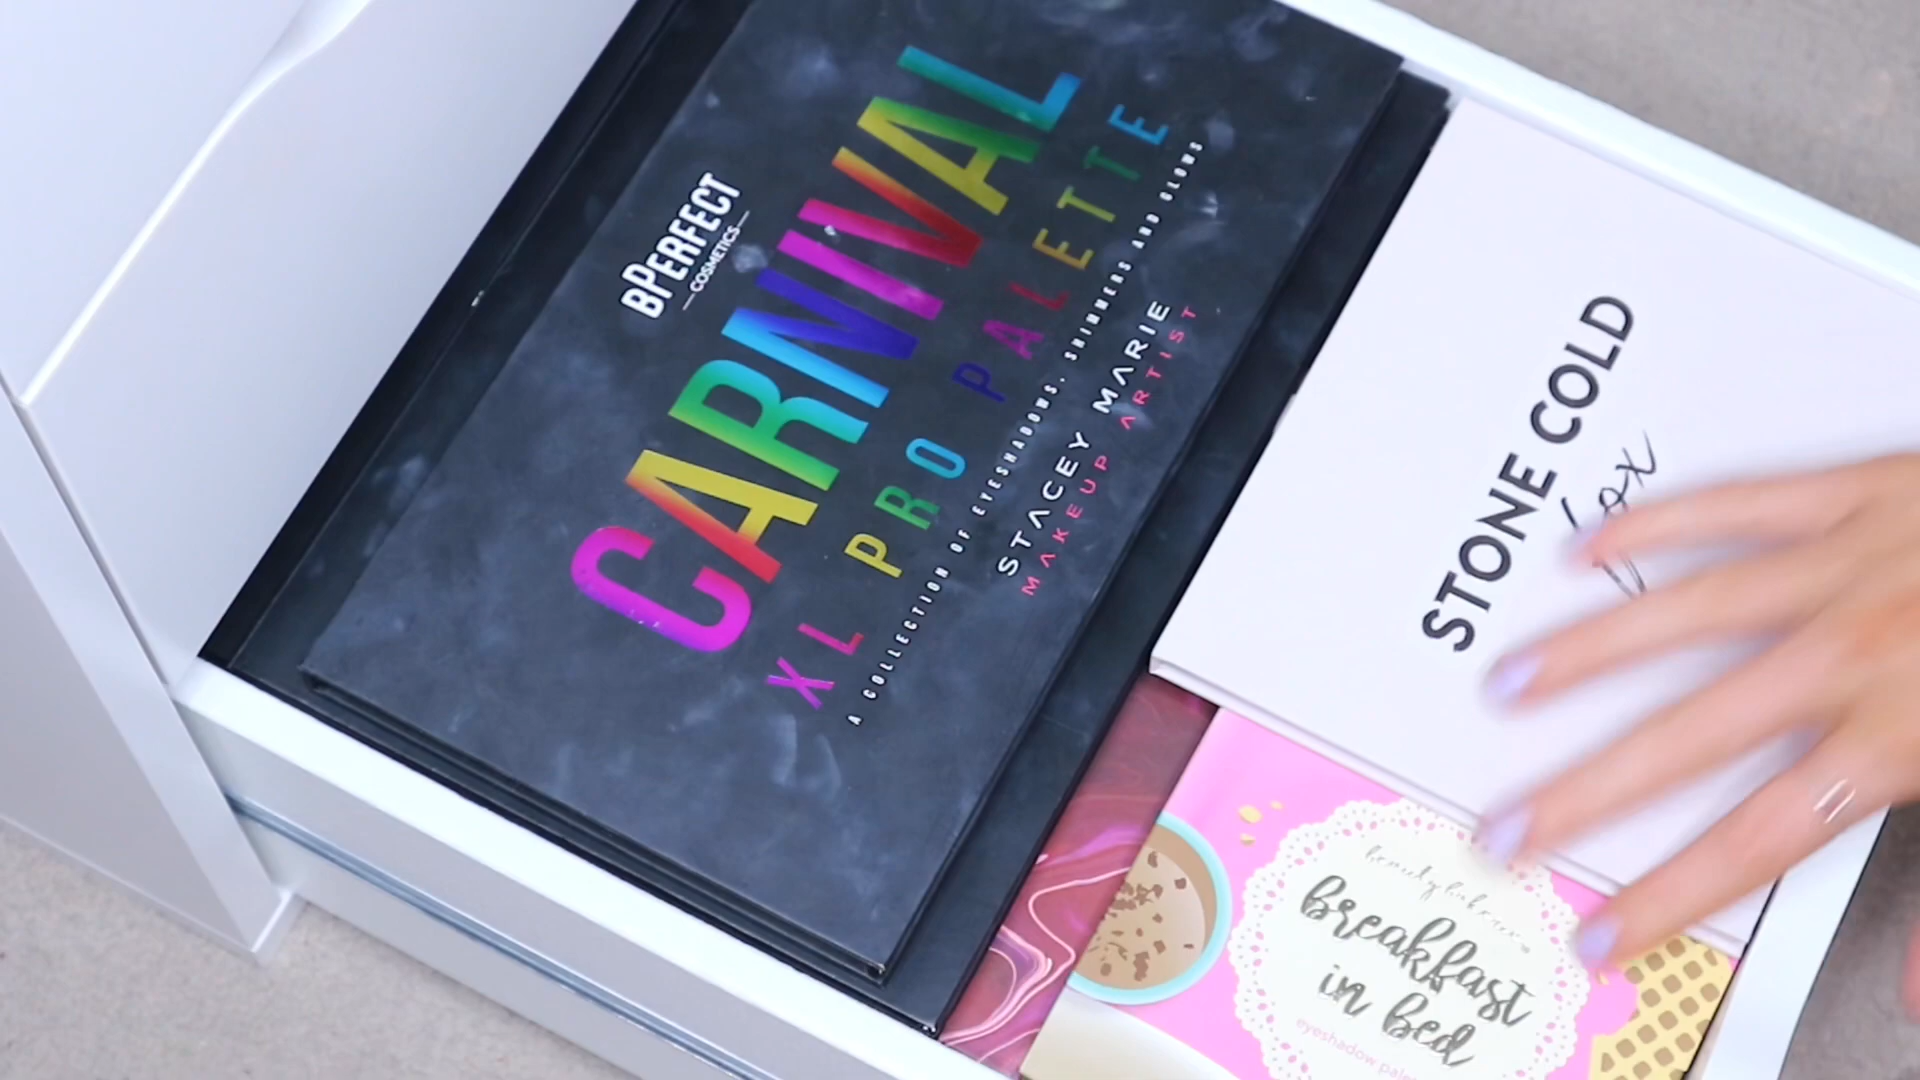 BPERFECT
COSMETICS
CARNIVAL
XL PRO PALETTE
A COLLECTION OF EYESHADOWS, SHIMMERS AND GLOWS
STACEY MARIE
MAKEUP ARTIST
STONE COLD
breakfast
in bed
eyeshadow